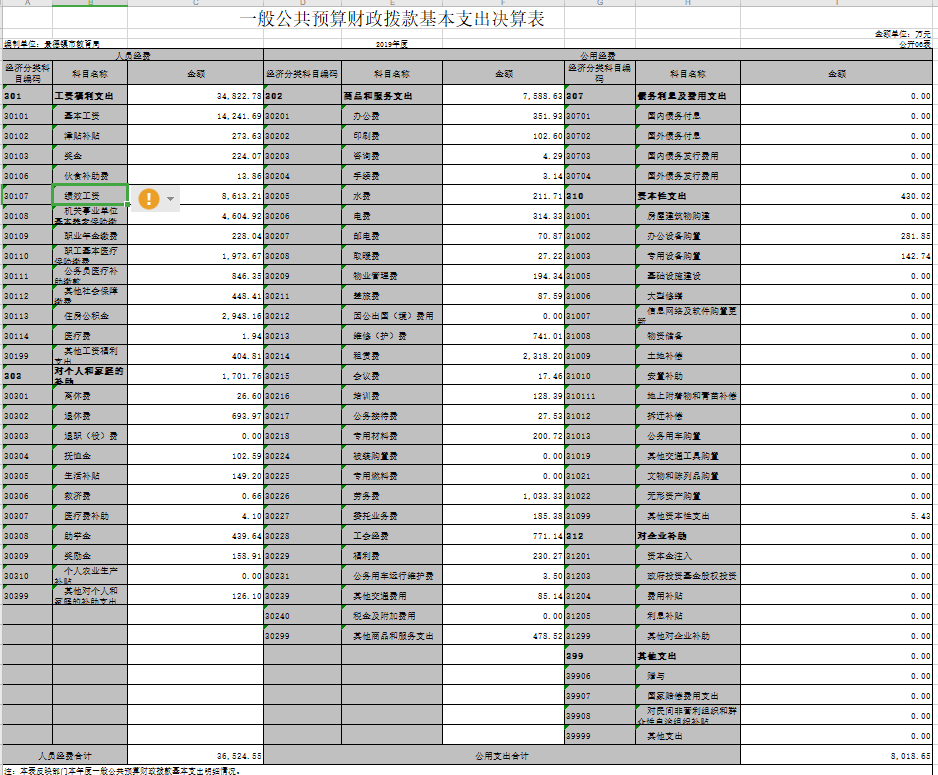 一般公共预算财政拨款基本支出决算表
金额单位：万元
编制单位：景德镇市教育局 2019年度 公开06表
人员经费 公用经费
经济分类科目编码 科目名称 金额 经济分类科目编码 科目名称 金额 经济分类科目编码 科目名称 金额
301 工资福利支出 34,822.78 302 商品和服务支出 7,588.63 307 债务利息及费用支出 0.00
30101 基本工资 14,241.69 30201 办公费 351.93 30701 国内债务付息 0.00
30102 津贴补贴 273.63 30202 印刷费 102.60 30702 国外债务付息 0.00
30103 奖金 224.07 30203 咨询费 4.29 30703 国内债务发行费用 0.00
30106 伙食补助费 13.86 30204 手续费 3.14 30704 国外债务发行费用 0.00
30107 绩效工资 8,613.21 30205 水费 211.71 310 资本性支出 430.02
30108 机关事业单位基本养老保险缴 4,604.92 30206 电费 314.33 31001 房屋建筑物购建 0.00
30109 职业年金缴费 228.04 30207 邮电费 70.87 31002 办公设备购置 281.85
30110 职工基本医疗保险缴费 1,973.67 30208 取暖费 27.22 31003 专用设备购置 142.74
30111 公务员医疗补助缴款 846.35 30209 物业管理费 194.34 31005 基础设施建设 0.00
30112 其他社会保障缴费 448.41 30211 差旅费 87.59 31006 大型修缮 0.00
30113 住房公积金 2,948.16 30212 因公出国（境）费用 0.00 31007 信息网络及软件购置更新 0.00
30114 医疗费 1.94 30213 维修（护）费 741.01 31008 物资储备 0.00
30199 其他工资福利支出 404.81 30214 租赁费 2,318.20 31009 土地补偿 0.00
303 对个人和家庭的补助 1,701.76 30215 会议费 17.46 31010 安置补助 0.00
30301 离休费 26.60 30216 培训费 128.39 310111 地上附着物和青苗补偿 0.00
30302 退休费 693.97 30217 公务接待费 27.53 31012 拆迁补偿 0.00
30303 退职（役）费 0.00 30218 专用材料费 200.72 31013 公务用车购置 0.00
30304 抚恤金 102.59 30224 被装购置费 0.00 31019 其他交通工具购置 0.00
30305 生活补贴 149.20 30225 专用燃料费 0.00 31021 文物和陈列品购置 0.00
30306 救济费 0.66 30226 劳务费 1,033.33 31022 无形资产购置 0.00
30307 医疗费补助 4.10 30227 委托业务费 185.38 31099 其他资本性支出 5.43
30308 助学金 439.64 30228 工会经费 771.14 312 对企业补助 0.00
30309 奖励金 158.91 30229 福利费 230.27 31201 资本金注入 0.00
30310 个人农业生产补贴 0.00 30231 公务用车运行维护费 3.50 31203 政府投资基金股权投资 0.00
30399 其他对个人和家庭的补助支出 126.10 30239 其他交通费用 85.14 31204 费用补贴 0.00
30240 税金及附加费用 0.00 31205 利息补贴 0.00
30299 其他商品和服务支出 478.52 31299 其他对企业补助 0.00
399 其他支出 0.00
39906 赠与 0.00
39907 国家赔偿费用支出 0.00
39908 对民间非营利组织和群众性自治组织补贴 0.00
39999 其他支出 0.00
人员经费合计 36,524.55 公用支出合计 8,018.65
注：本表反映部门本年度一般公共预算财政拨款基本支出明细情况。